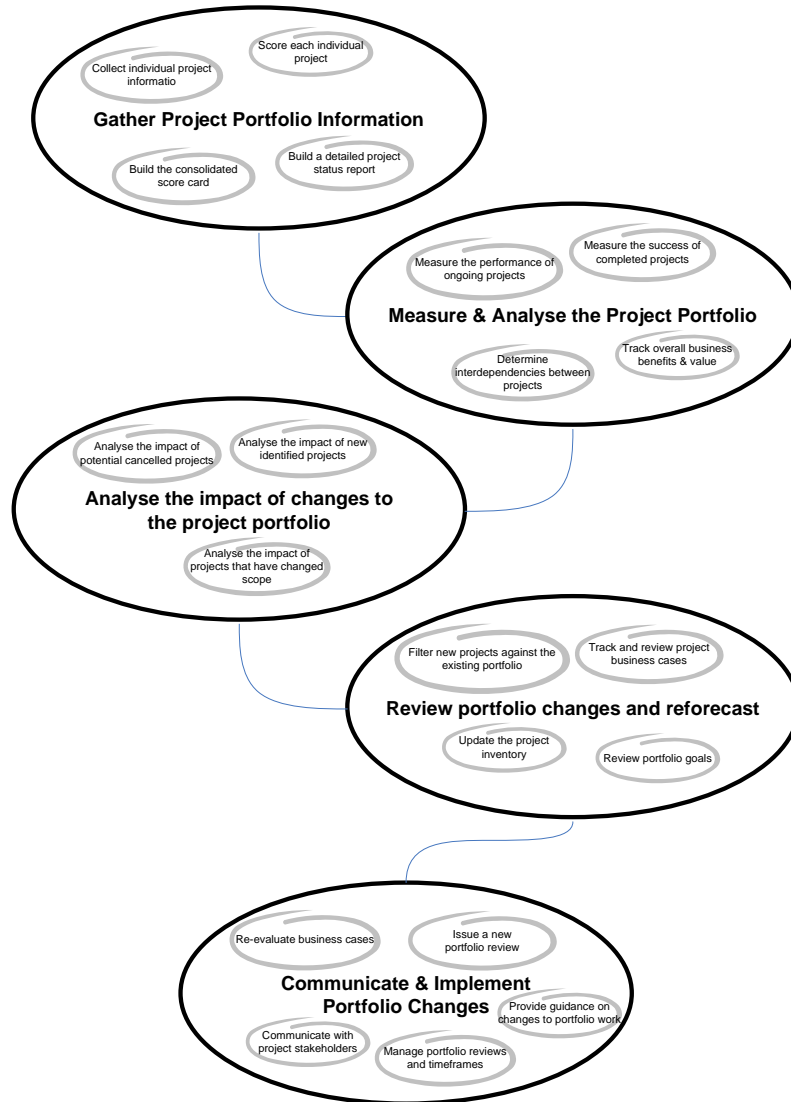 Score each individual
project
Collect individual project
informatio
Gather Project Portfolio Information
Build the consolidated
score card
Build a detailed project
status report
Measure the performance of
ongoing projects
Measure the success of
completed projects
Measure & Analyse the Project Portfolio
Determine
interdependencies between
projects
Track overall business
benefits & value
Analyse the impact of
potential cancelled projects
Analyse the impact of new
identified projects
Analyse the impact of changes to
the project portfolio
Analyse the impact of
projects that have changed
scope
Filter new projects against the
existing portfolio
Track and review project
business cases
Review portfolio changes and reforecast
Update the project
inventory
Review portfolio goals
Re-evaluate business cases
Issue a new
portfolio review
Communicate & Implement
Portfolio Changes
Provide guidance on
changes to portfolio work
Communicate with
project stakeholders
Manage portfolio reviews
and timeframes